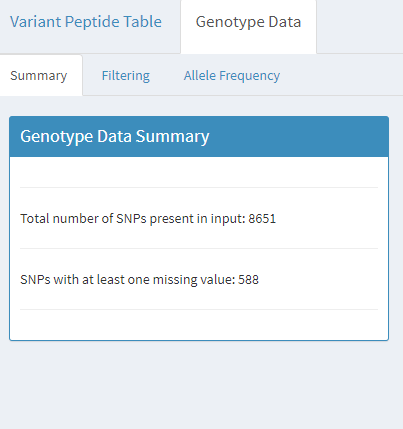 Variant Peptide Table Genotype Data
Summary Filtering Allele Frequency
Genotype Data Summary
Total number of SNPs present in input: 8651
SNPs with at least one missing value: 588